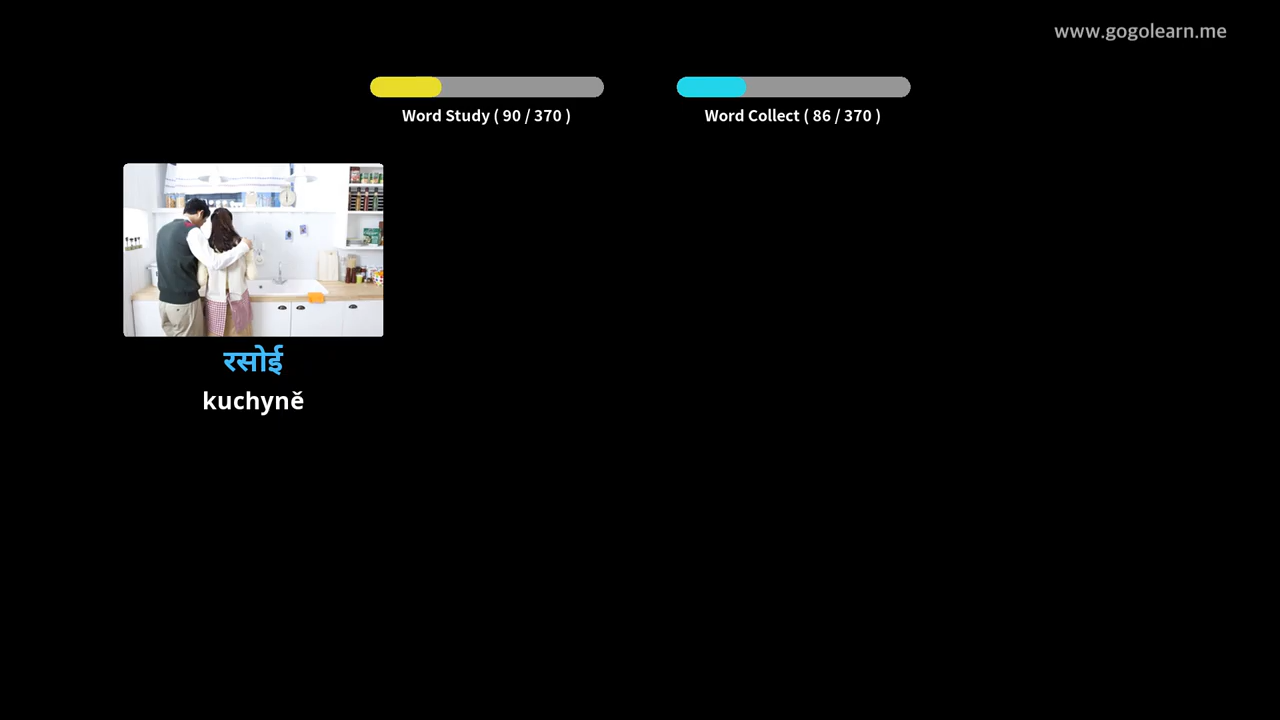 www.gogolearn.me
Word Study ( 90 / 370 )
Word Collect ( 86 / 370 )
रसोई
kuchyně